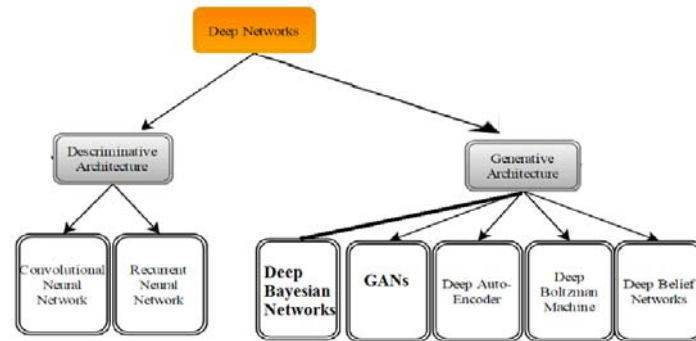 Deep Networks
Descriminative
Architecture
Generative
Architecture
Convolutional
Neural
Network
Recurrent
Neural
Network
Deep
Bayesian
Networks
GANs
Deep Auto-
Encoder
Deep
Boltzman
Machine
Deep Belief
Networks